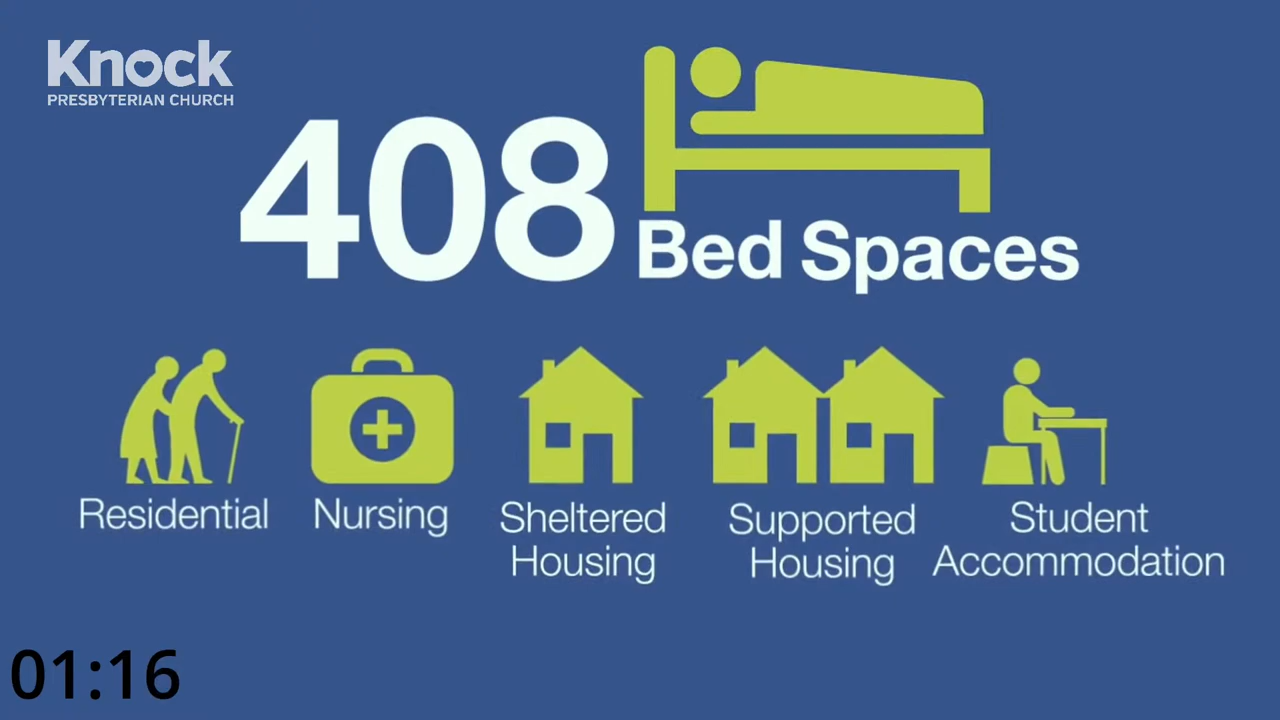 Knock
PRESBYTERIAN CHURCH
408
Bed Spaces
Residential
Nursing
Sheltered
Housing
Supported
Housing
Student
Accommodation
01:16